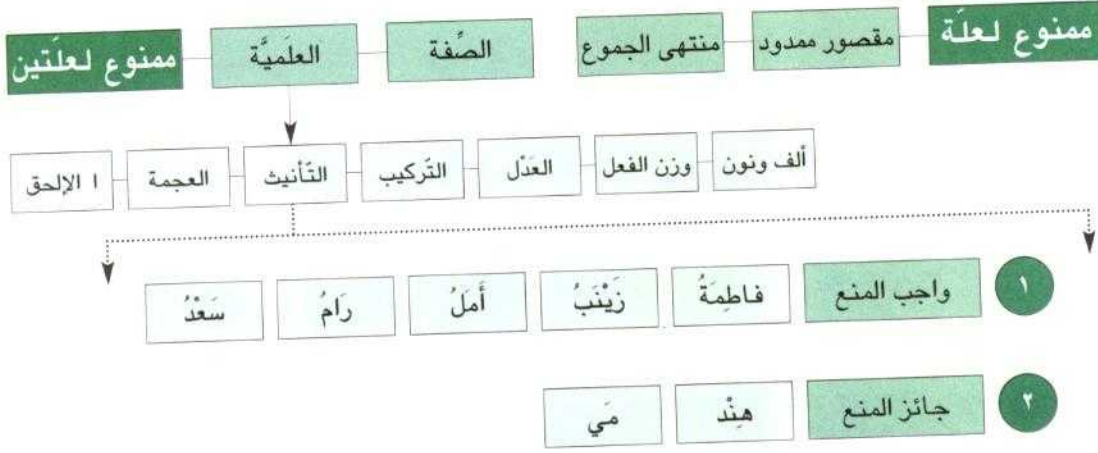 ممنوع لعلَة مقصور ممدود منتهى الجموع الصِّفة العلَميَّة ممنوع لعلَتين
ألف ونون وزن الفعل العَدْل التّركيب التّأنيث العجمة ا الإلحق
١ واجب المنع فاطِمَةُ زَيْنَبُ أَمَلُ رَامُ سَعْدُ
٢ جائز المنع هِنْد مَي